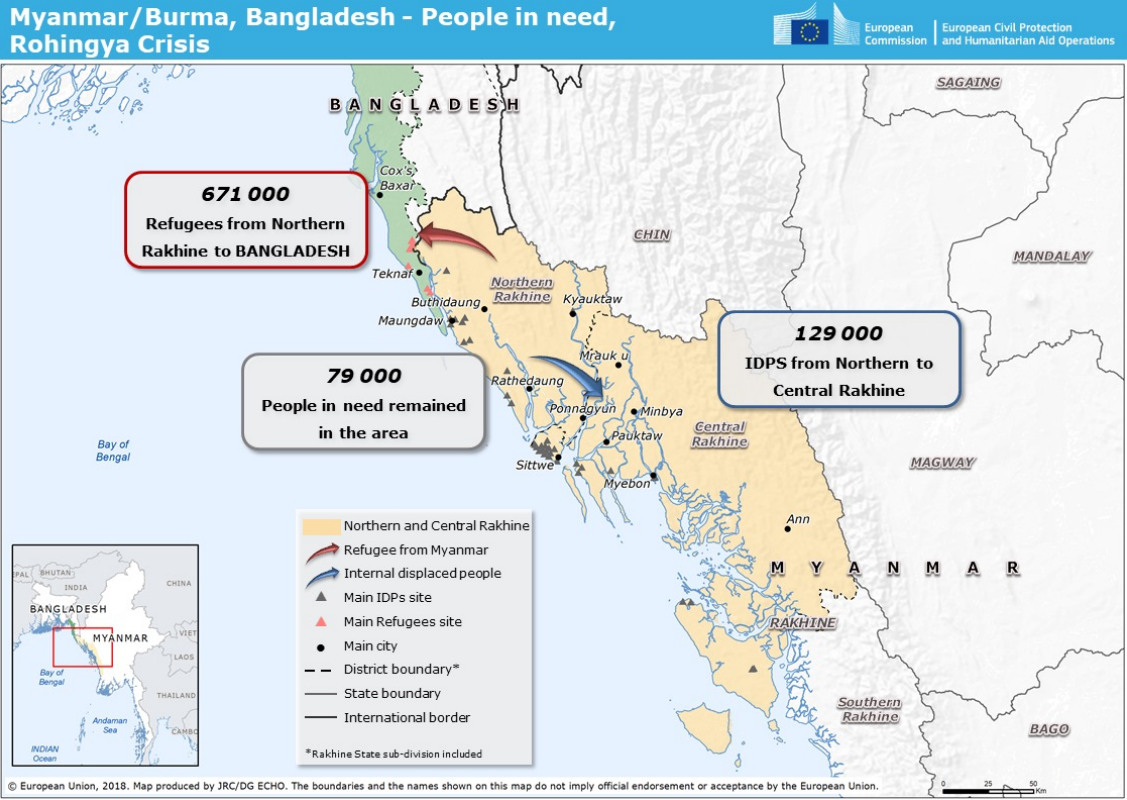 Myanmar/Burma, Bangladesh - People in need,
Rohingya Crisis
European
Commission
European Civil Protection
and Humanitarian Aid Operations
BANGLADESH
SAGAING
Cox's
Baxar
671 000
Refugees from Northern
Rakhine to BANGLADESH
CHIN
MANDALAY
Teknaf
Northern
Rakhine
Buthidaung
Kyauktaw
Maungdaw
129 000
IDPS from Northern to
Central Rakhine
Mrauk u
79 000
People in need remained
in the area
Rathedaung
Ponnagyun
Minbya
Central
Rakhine
Pauktaw
Bay of
Bengal
Sittwe
MAGWAY
Myebon
Ann
MYANMAR
RAKHINE
Southern
Rakhine
BAGO
Northern and Central Rakhine
Refugee from Myanmar
Internal displaced people
Main IDPs site
Main Refugees site
Main city
District boundary*
State boundary
International border
*Rakhine State sub-division included
PAL
BHUTAN
CHINA
INDIA
BANGLADESH
MYANMAR
VIET
LAOS
Bay of
Bengal
THAILAND
Andaman
Sea
CAMBO
INDIAN
Ocean
0 25 50
Km
© European Union, 2018. Map produced by JRC/DG ECHO. The boundaries and the names shown on this map do not imply official endorsement or acceptance by the European Union.